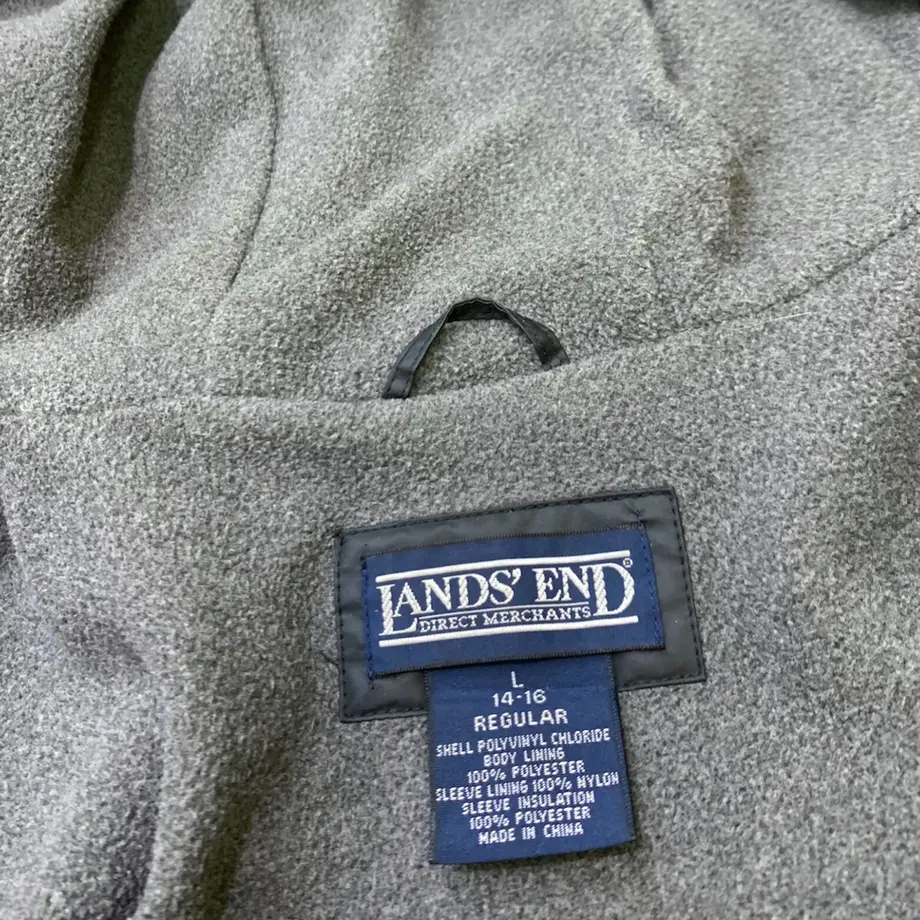 LANDS' END®
DIRECT MERCHANTS
L
14-16
REGULAR
SHELL POLYVINYL CHLORIDE
BODY LINING
100% POLYESTER
SLEEVE LINING 100% NYLON
SLEEVE INSULATION
100% POLYESTER
MADE IN CHINA